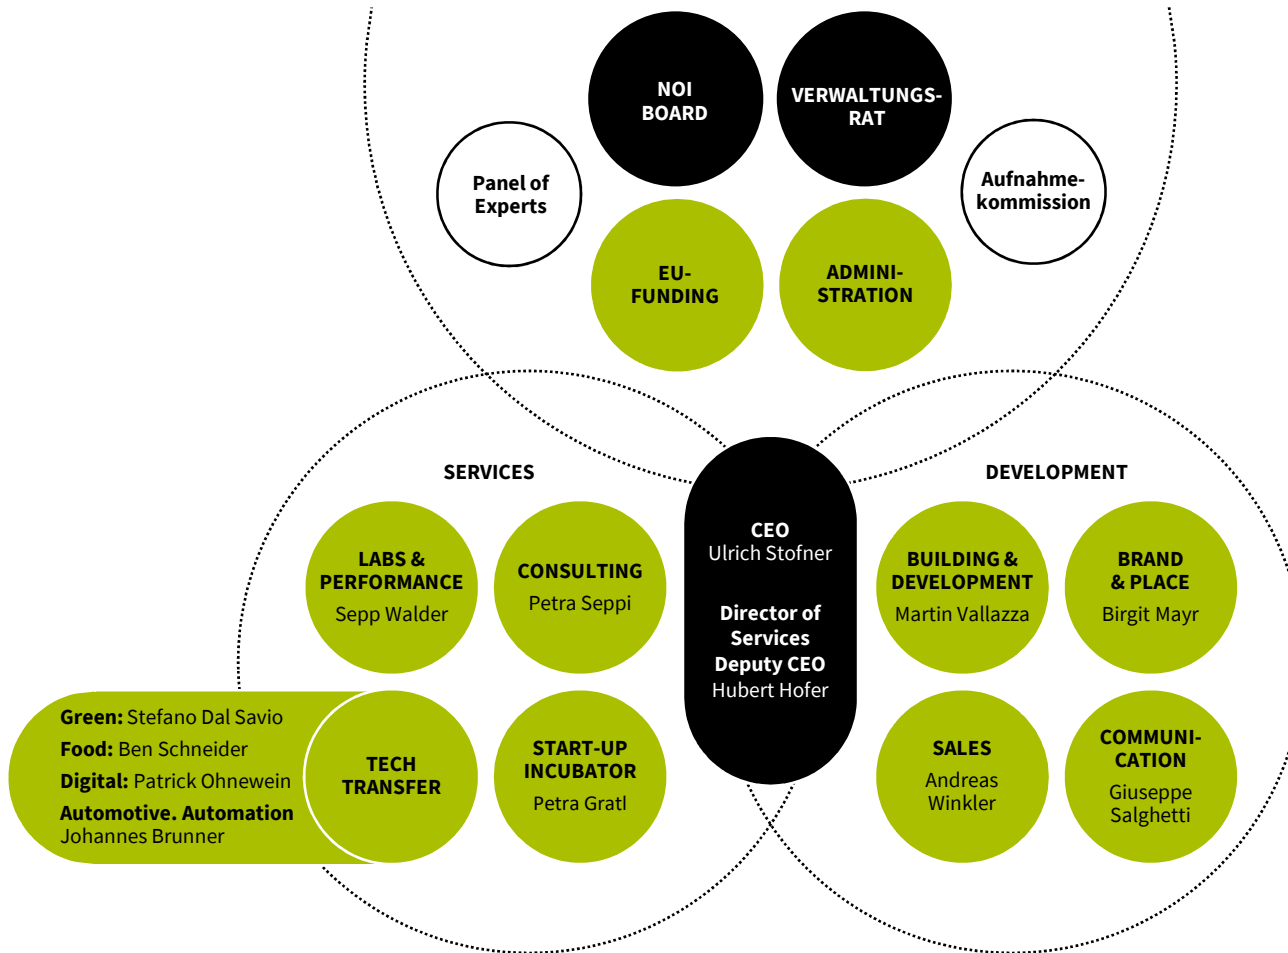 NOI
BOARD
VERWALTUNGS-
RAT
Panel of
Experts
Aufnahme-
kommission
EU-
FUNDING
ADMINI-
STRATION
SERVICES
DEVELOPMENT
LABS &
PERFORMANCE
Sepp Walder
CONSULTING
Petra Seppi
CEO
Ulrich Stofner
Director of
Services
Deputy CEO
Hubert Hofer
BUILDING &
DEVELOPMENT
Martin Vallazza
BRAND
& PLACE
Birgit Mayr
Green: Stefano Dal Savio
Food: Ben Schneider
Digital: Patrick Ohnewein
Automotive. Automation
Johannes Brunner
TECH
TRANSFER
START-UP
INCUBATOR
Petra Gratl
SALES
Andreas
Winkler
COMMUNI-
CATION
Giuseppe
Salghetti